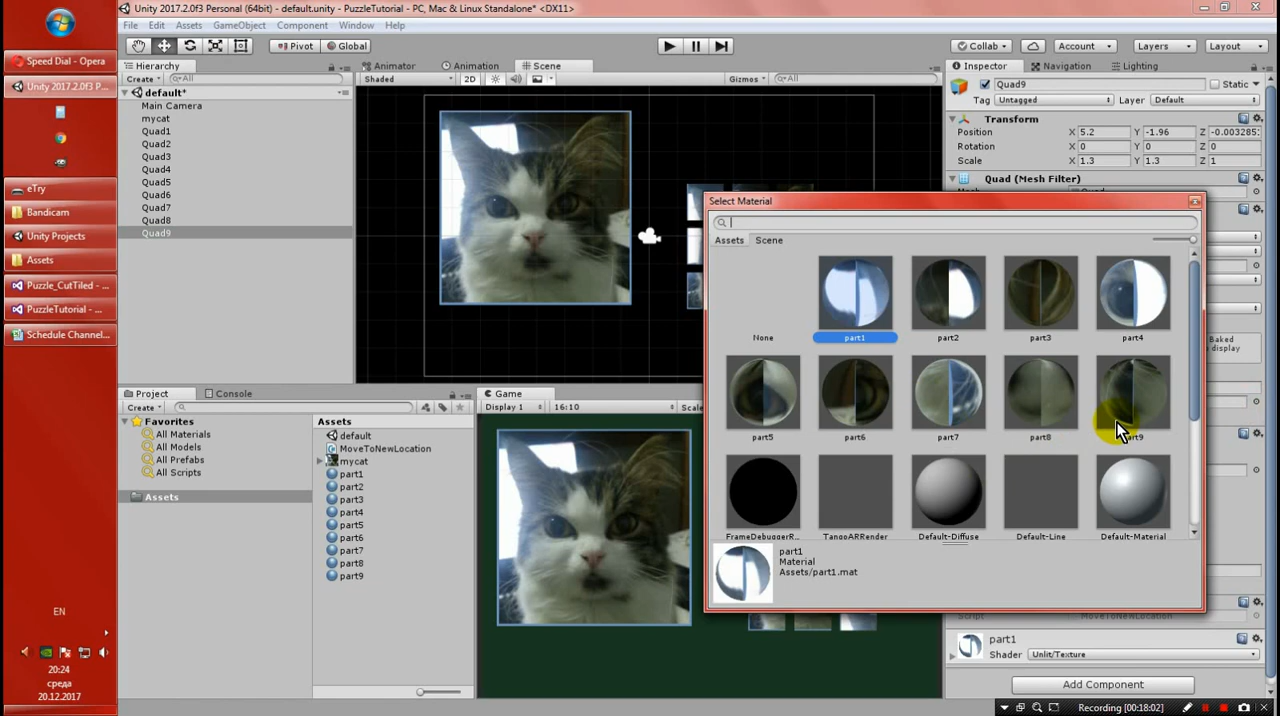 Unity 2017.2.0f3 Personal (64bit) - default.unity - PuzzleTutorial - PC, Mac & Linux Standalone* <DX11>
File Edit Assets GameObject Component Window Help
Pivot Global
Collab Account Layers Layout
Speed Dial - Opera
Unity 2017.2.0f3 P...
eTry
Bandicam
Unity Projects
Assets
Puzzle_CutTiled - ...
PuzzleTutorial - ...
Schedule Channel...
EN
20:24
среда
20.12.2017
Hierarchy
Create All
default*
Main Camera
mycat
Quad1
Quad2
Quad3
Quad4
Quad5
Quad6
Quad7
Quad8
Quad9
Animator Animation Scene
Shaded 2D Gizmos All
Inspector Navigation Lighting
Quad9 Static
Tag Untagged Layer Default
Transform
Position X 5.2 Y -1.96 Z -0.003285
Rotation X 0 Y 0 Z 0
Scale X 1.3 Y 1.3 Z 1
Quad (Mesh Filter)
Select Material
Assets Scene
None part1 part2 part3 part4
part5 part6 part7 part8 part9
FrameDebuggerR... TangoARRender Default-Diffuse Default-Line Default-Material
part1
Material
Assets/part1.mat
Baked
display
Project Console
Create
Favorites
All Materials
All Models
All Prefabs
All Scripts
Assets
Assets
default
MoveToNewLocation
mycat
part1
part2
part3
part4
part5
part6
part7
part8
part9
Game
Display 1 16:10 Scale
Script MoveToNewLocation
part1
Shader Unlit/Texture
Add Component
Recording [00:18:02]